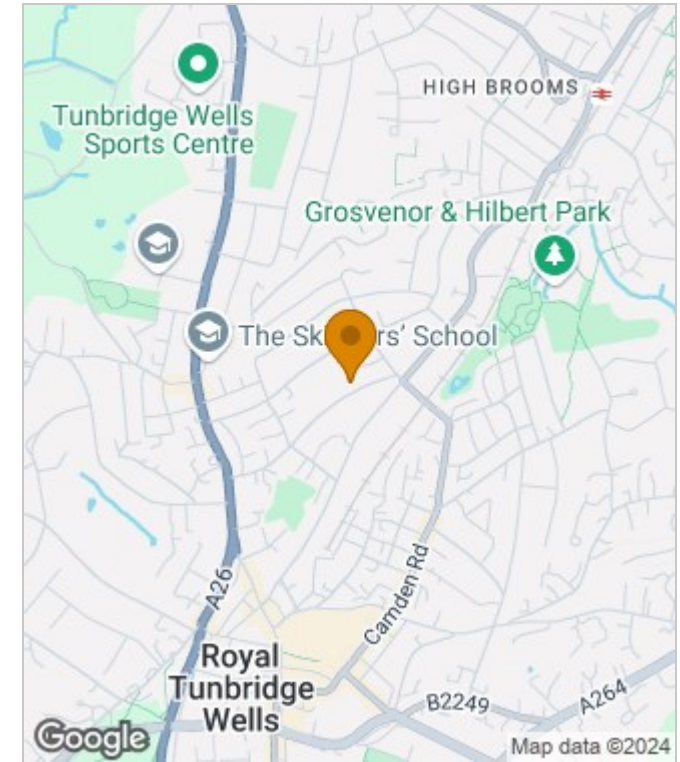 HIGH BROOMS
Tunbridge Wells
Sports Centre
Grosvenor & Hilbert Park
The Sk rs' School
A26
Camden Rd
Royal
Tunbridge
Wells
B2249
A264
Google
Map data ©2024